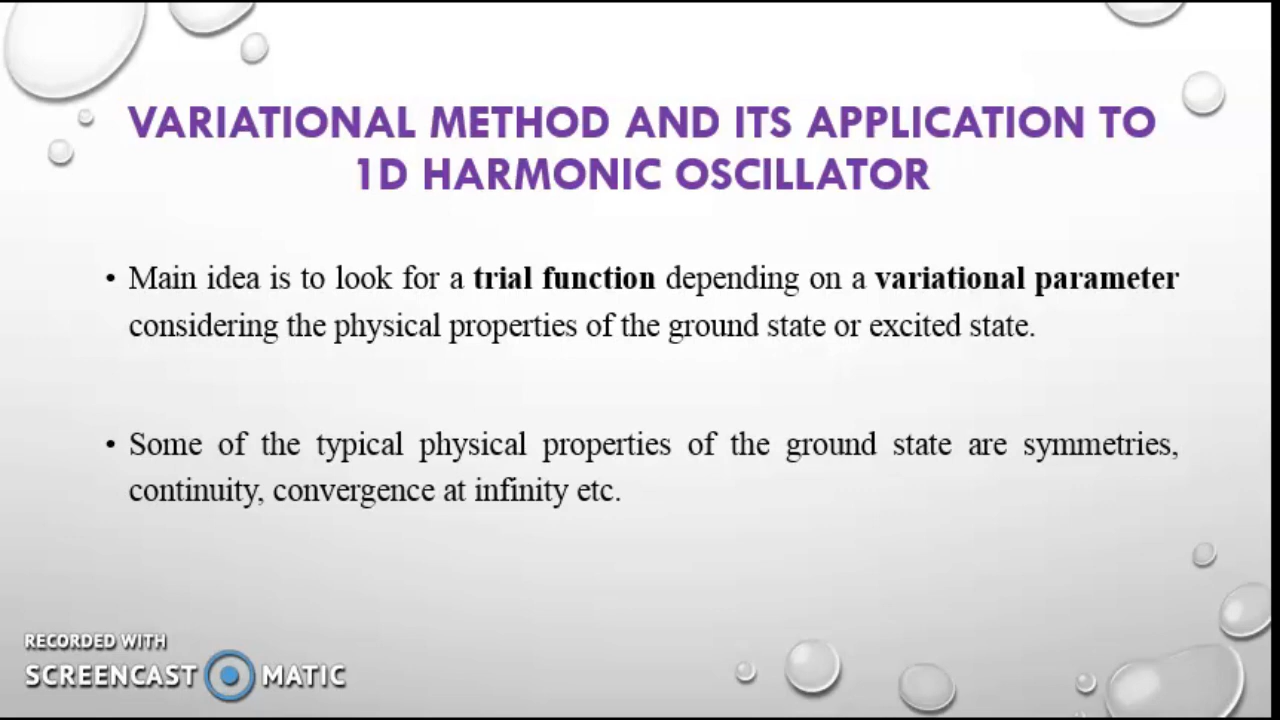 VARIATIONAL METHOD AND ITS APPLICATION TO
1D HARMONIC OSCILLATOR
• Main idea is to look for a trial function depending on a variational parameter
considering the physical properties of the ground state or excited state.
• Some of the typical physical properties of the ground state are symmetries,
continuity, convergence at infinity etc.
RECORDED WITH
SCREENCAST MATIC